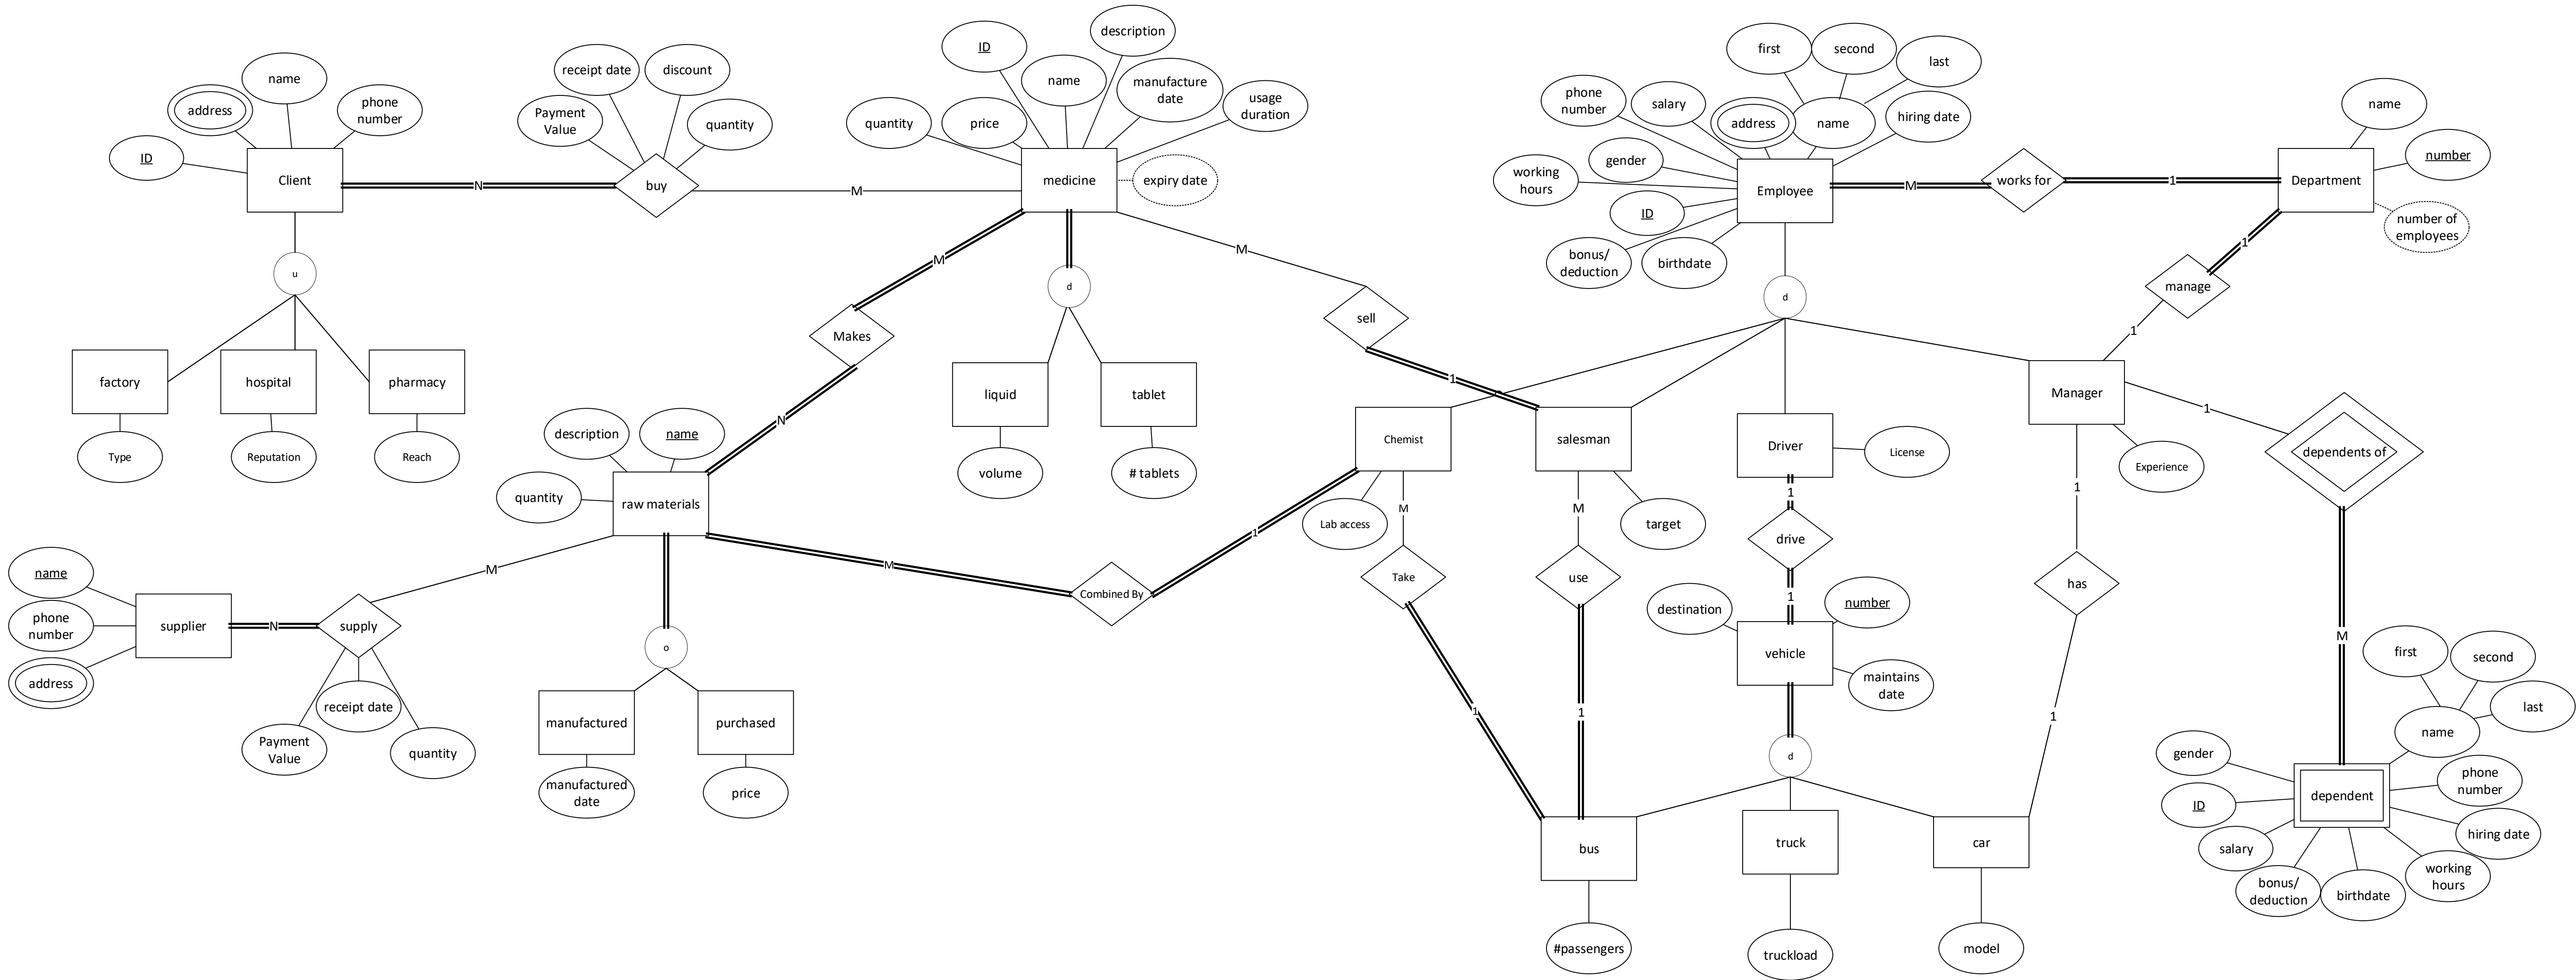 ID
address
name
phone
number
Client
u
factory
hospital
pharmacy
Type
Reputation
Reach
N
Payment
Value
receipt date
discount
quantity
buy
M
quantity
price
ID
name
description
manufacture
date
usage
duration
expiry date
medicine
d
liquid
tablet
volume
# tablets
M
Makes
N
description
name
quantity
raw materials
o
manufactured
purchased
manufactured
date
price
M
supply
N
supplier
name
phone
number
address
Payment
Value
receipt date
quantity
M
Combined By
1
M
sell
1
phone
number
salary
address
first
second
last
name
hiring date
working
hours
gender
ID
bonus/
deduction
birthdate
Employee
M
works for
1
Department
name
number
number of
employees
1
manage
1
d
Chemist
salesman
Driver
Manager
Lab access
target
License
Experience
M
Take
1
M
use
1
1
drive
1
destination
number
vehicle
maintains
date
d
bus
truck
car
#passengers
truckload
model
1
has
1
1
dependents of
M
first
second
last
name
gender
phone
number
ID
dependent
hiring date
salary
working
hours
bonus/
deduction
birthdate